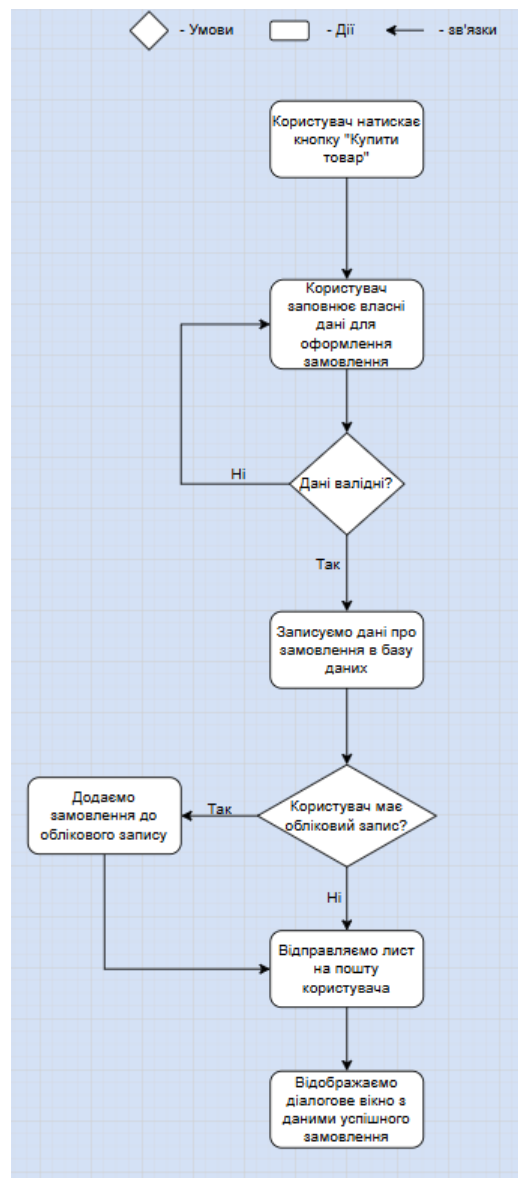 - Умови
- Дії
- зв'язки
Користувач натискає
кнопку "Купити
товар"
Користувач
заповнює власні
дані для
оформлення
замовлення
Дані валідні?
Ні
Так
Записуємо дані про
замовлення в базу
даних
Користувач має
обліковий запис?
Так
Додаємо
замовлення до
облікового запису
Ні
Відправляємо лист
на пошту
користувача
Відображаємо
діалогове вікно з
даними успішного
замовлення